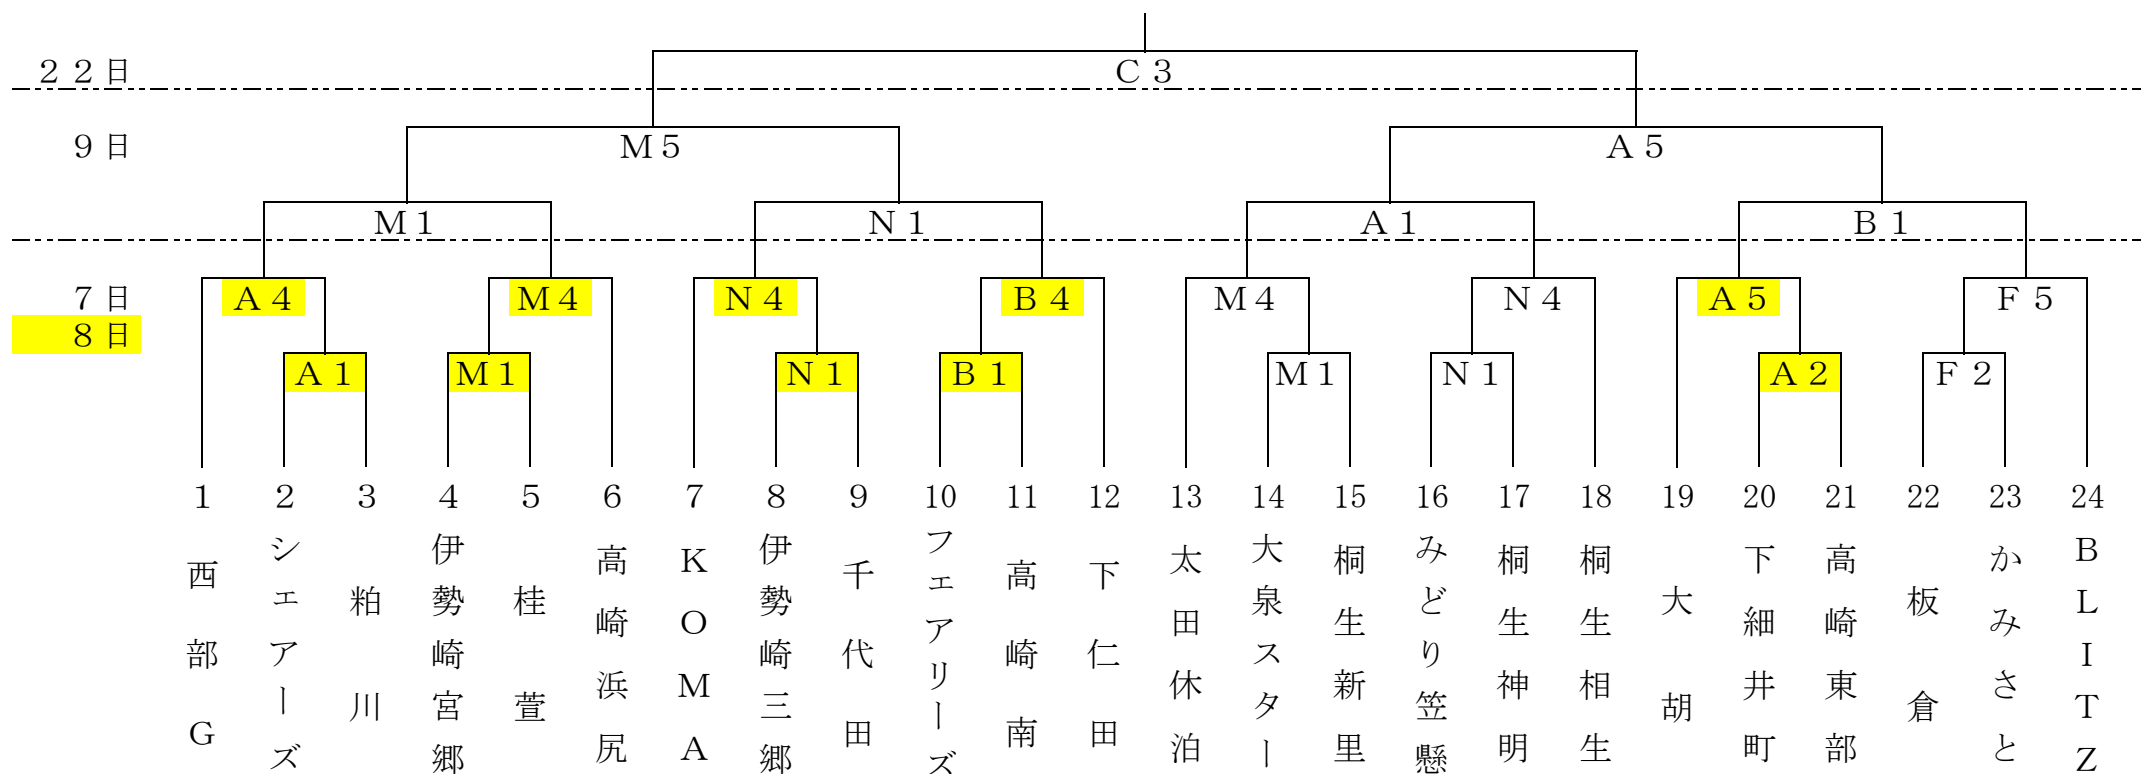 ２２日 Ｃ３
９日 Ｍ５ Ａ５
Ｍ１ Ｎ１ Ａ１ Ｂ１
７日 Ａ４ Ｍ４ Ｎ４ Ｂ４ Ｍ４ Ｎ４ Ａ５ Ｆ５
８日
Ａ１ Ｍ１ Ｎ１ Ｂ１ Ｍ１ Ｎ１ Ａ２ Ｆ２
１ ２ ３ ４ ５ ６ ７ ８ ９ 10 11 12 13 14 15 16 17 18 19 20 21 22 23 24
西部Ｇ
シェアーズ
粕川
伊勢崎宮郷
桂萱
高崎浜尻
ＫＯＭＡ
伊勢崎三郷
千代田
フェアリーズ
高崎南
下仁田
太田休泊
大泉スター
桐生新里
みどり笠懸
桐生神明
桐生相生
大胡
下細井町
高崎東部
板倉
かみさと
ＢＬＩＴＺ